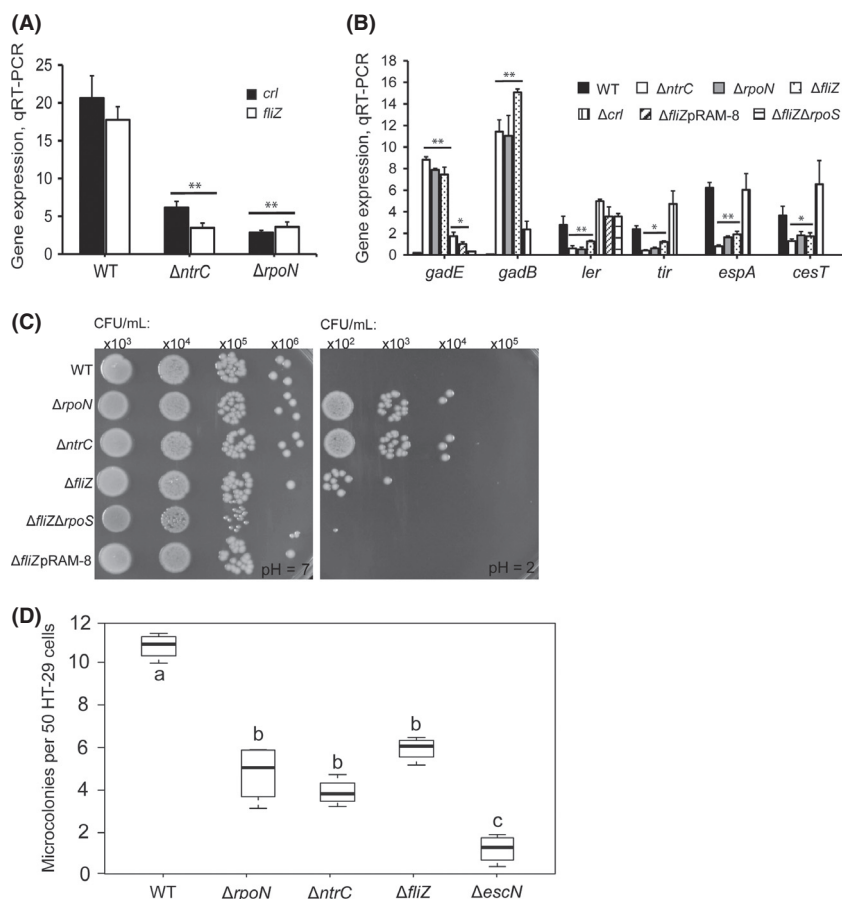 (A)
Gene expression, qRT-PCR
25
20
15
10
5
0
crl
fliZ
**
**
WT
ΔntrC
ΔrpoN
(B)
Gene expression, qRT-PCR
18
16
14
12
10
8
6
4
2
0
WT ΔntrC ΔrpoN ΔfliZ
Δcrl ΔfliZpRAM-8 ΔfliZΔrpoS
**
*
**
**
*
**
*
gadE gadB ler tir espA cesT
(C)
CFU/mL:
x10³ x10⁴ x10⁵ x10⁶
CFU/mL:
x10² x10³ x10⁴ x10⁵
WT
ΔrpoN
ΔntrC
ΔfliZ
ΔfliZΔrpoS
ΔfliZpRAM-8
pH = 7
pH = 2
(D)
Microcolonies per 50 HT-29 cells
12
10
8
6
4
2
0
a
b
b
b
c
WT ΔrpoN ΔntrC ΔfliZ ΔescN